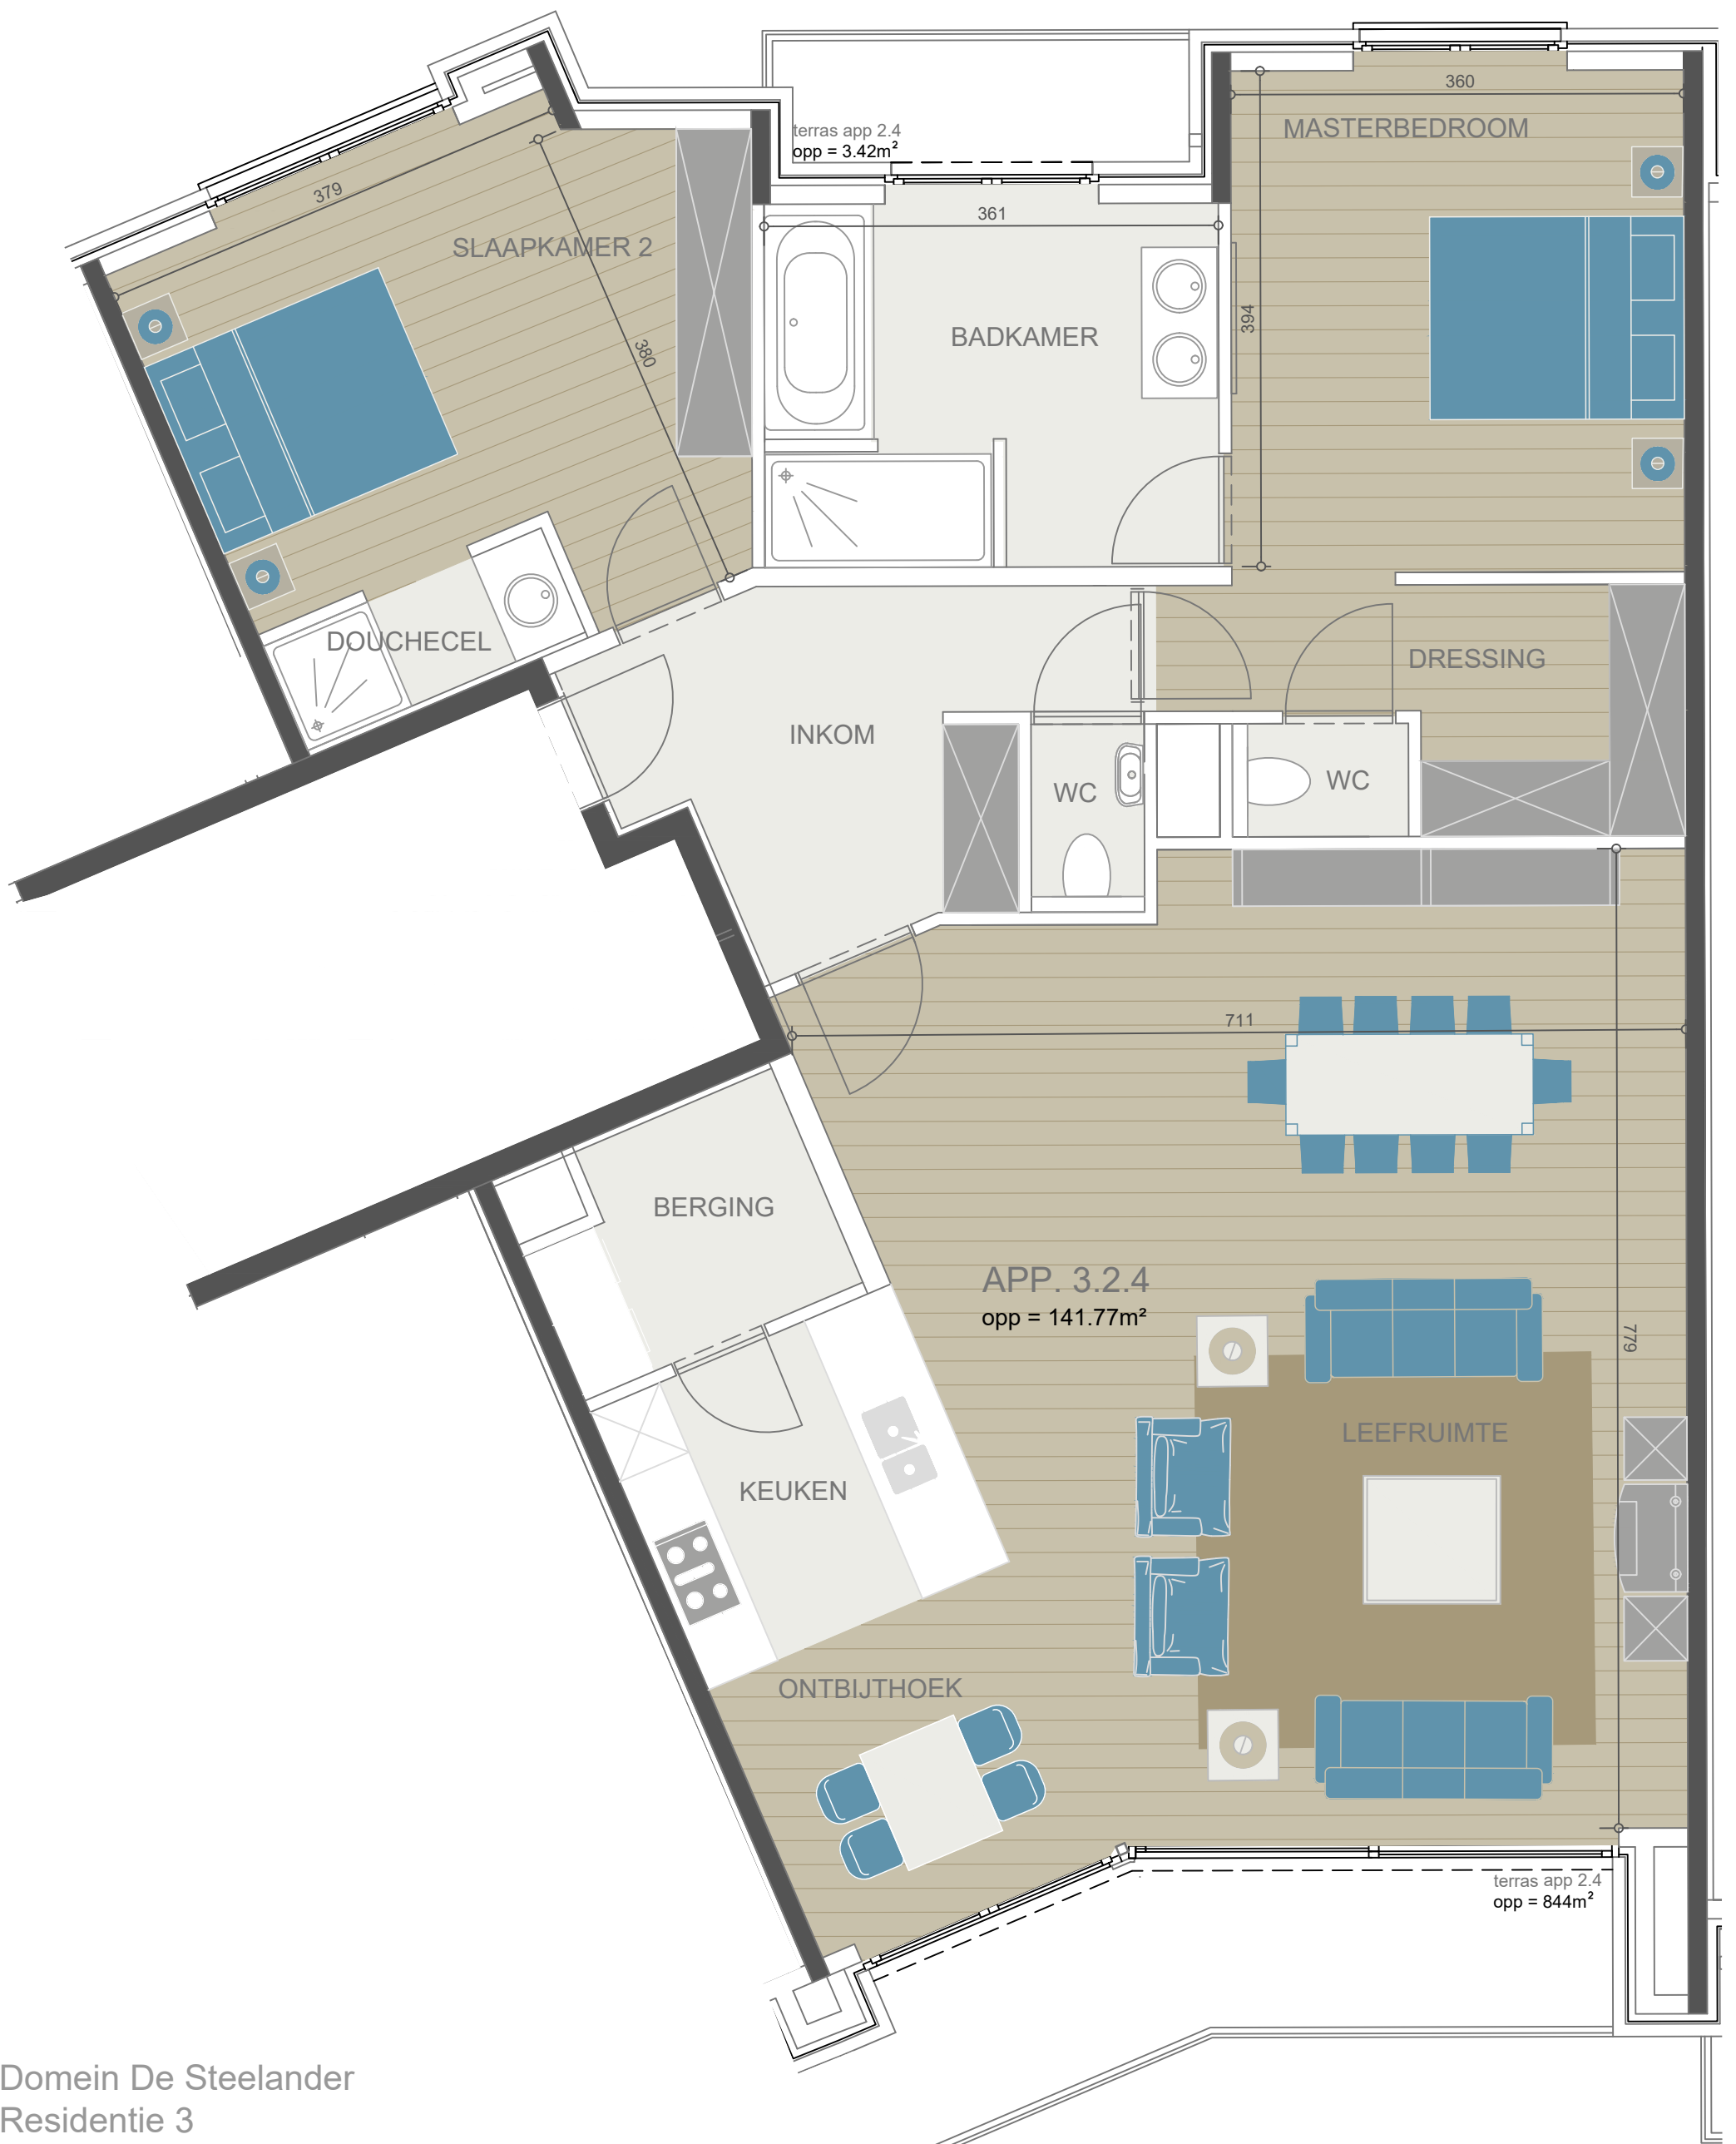 360
terras app 2.4
opp = 3.42m²
MASTERBEDROOM
379
361
SLAAPKAMER 2
394
BADKAMER
380
DOUCHECEL
DRESSING
INKOM
WC
WC
711
BERGING
APP. 3.2.4
opp = 141.77m²
779
LEEFRUIMTE
KEUKEN
ONTBIJTHOEK
terras app 2.4
opp = 844m²
Domein De Steelander
Residentie 3